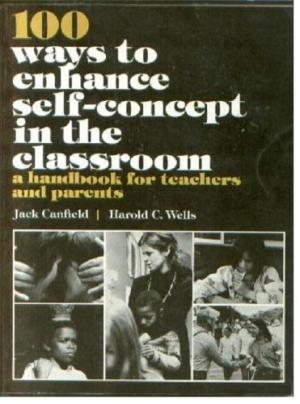 100
ways to
enhance
self-concept
in the
classroom
a handbook for teachers
and parents
Jack Canfield | Harold C. Wells